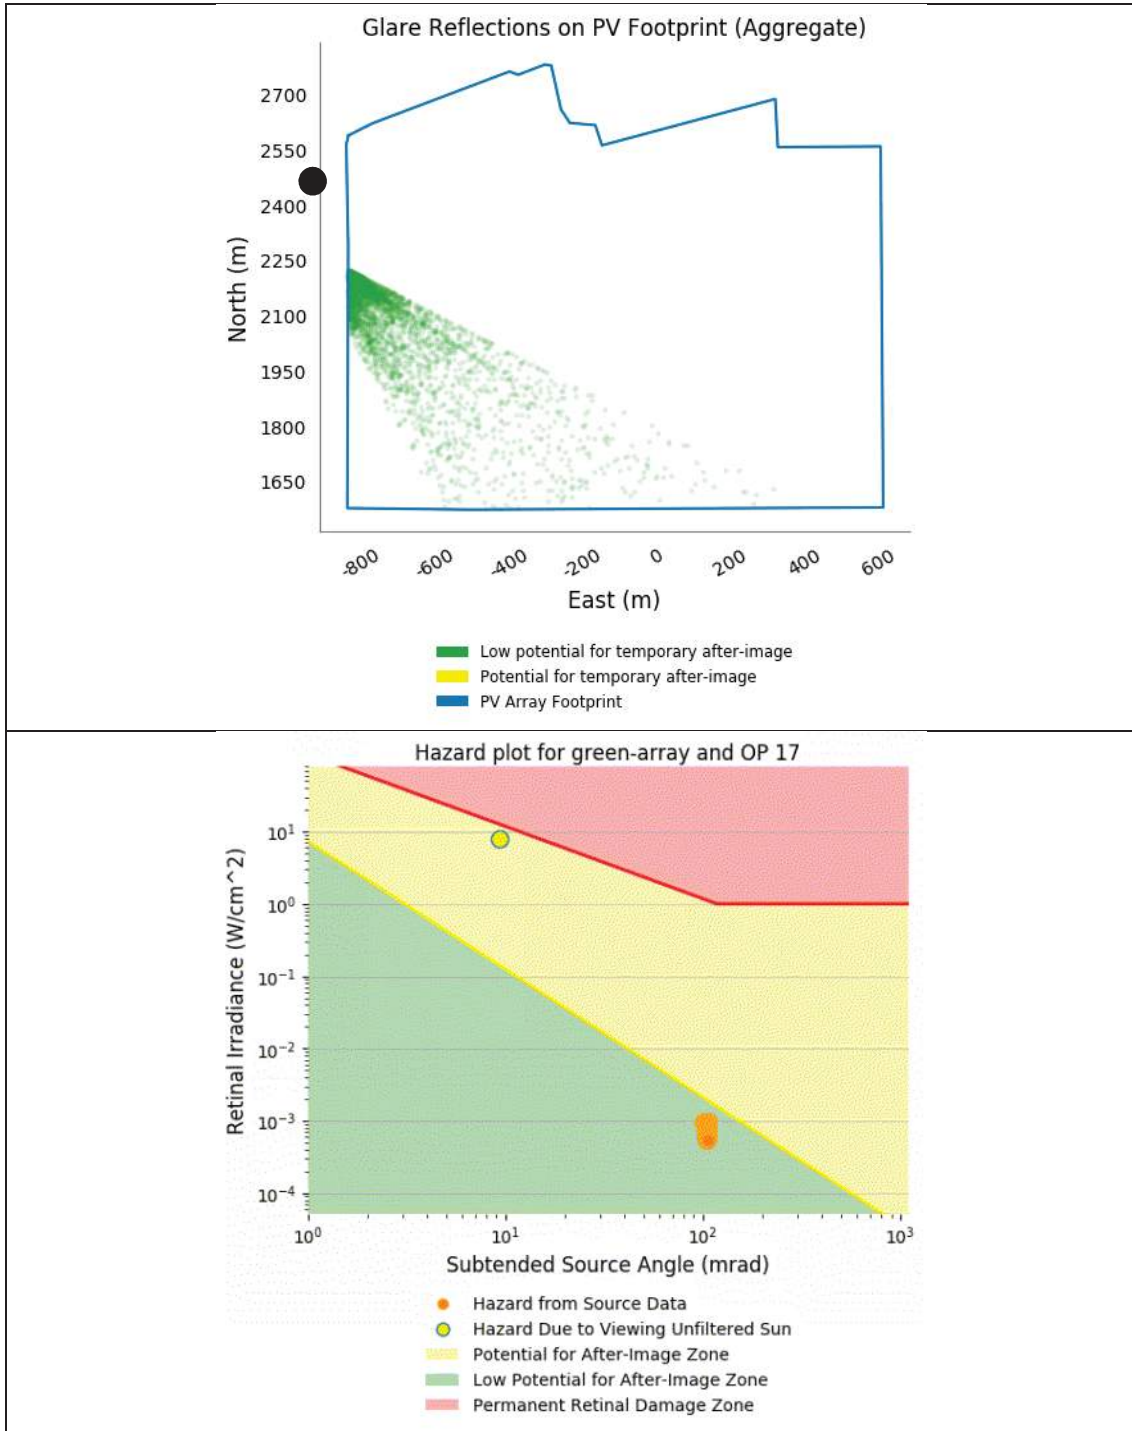 Glare Reflections on PV Footprint (Aggregate)
2700
2550
2400
2250
2100
1950
1800
1650
North (m)
-800 -600 -400 -200 0 200 400 600
East (m)
Low potential for temporary after-image
Potential for temporary after-image
PV Array Footprint
Hazard plot for green-array and OP 17
10^1
10^0
10^-1
10^-2
10^-3
10^-4
Retinal Irradiance (W/cm^2)
10^0 10^1 10^2 10^3
Subtended Source Angle (mrad)
Hazard from Source Data
Hazard Due to Viewing Unfiltered Sun
Potential for After-Image Zone
Low Potential for After-Image Zone
Permanent Retinal Damage Zone